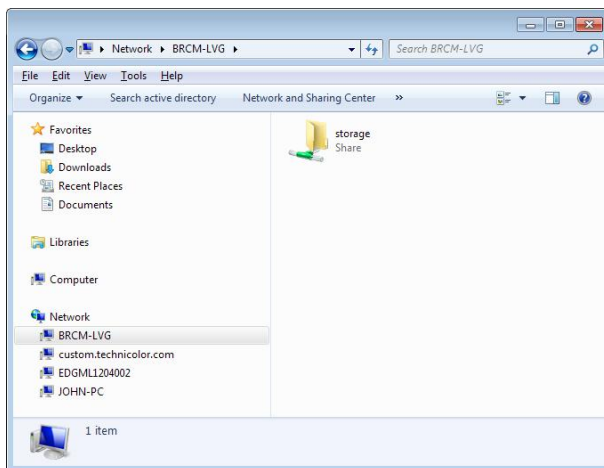 Network ▸ BRCM-LVG ▸
Search BRCM-LVG
File Edit View Tools Help
Organize Search active directory Network and Sharing Center »
Favorites
Desktop
Downloads
Recent Places
Documents
Libraries
Computer
Network
BRCM-LVG
custom.technicolor.com
EDGML1204002
JOHN-PC
storage
Share
1 item